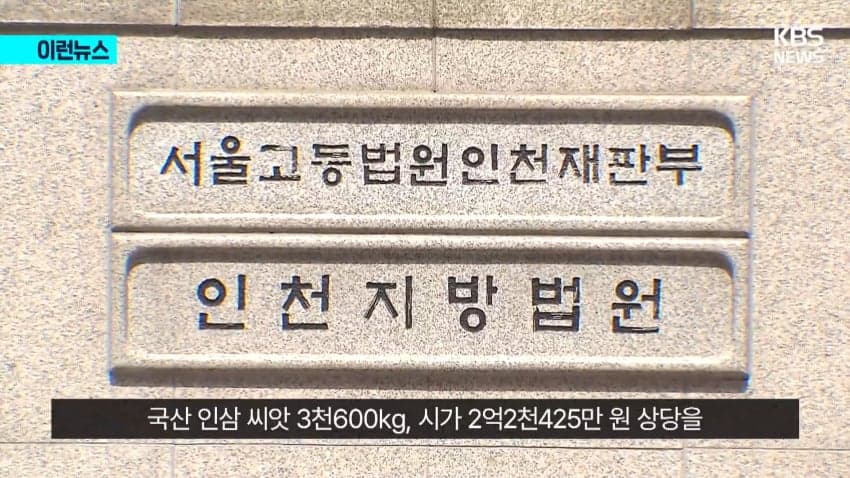 이런뉴스
KBS
NEWS
서울고등법원인천재판부
인천지방법원
국산 인삼 씨앗 3천600kg, 시가 2억2천425만 원 상당을